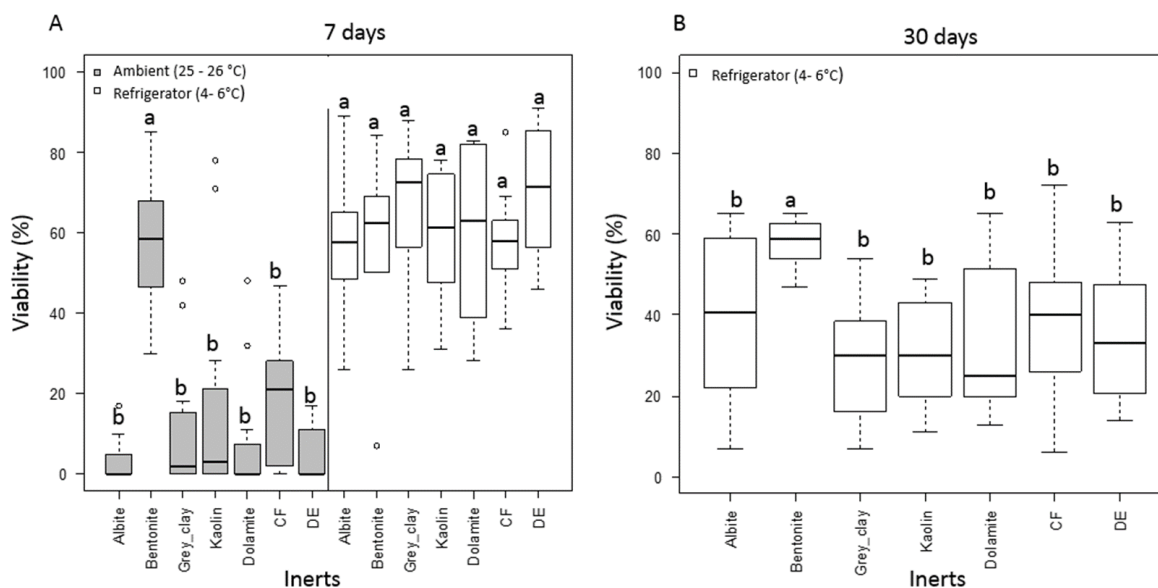 A
7 days
Ambient (25 - 26 °C)
Refrigerator (4- 6°C)
Viability (%)
100
80
60
40
20
0
b
a
b
b
b
b
b
a
a
a
a
a
a
a
Albite
Bentonite
Grey_clay
Kaolin
Dolamite
CF
DE
Albite
Bentonite
Grey_clay
Kaolin
Dolamite
CF
DE
Inerts
B
30 days
Refrigerator (4- 6°C)
Viability (%)
100
80
60
40
20
0
b
a
b
b
b
b
b
Albite
Bentonite
Grey_clay
Kaolin
Dolamite
CF
DE
Inerts